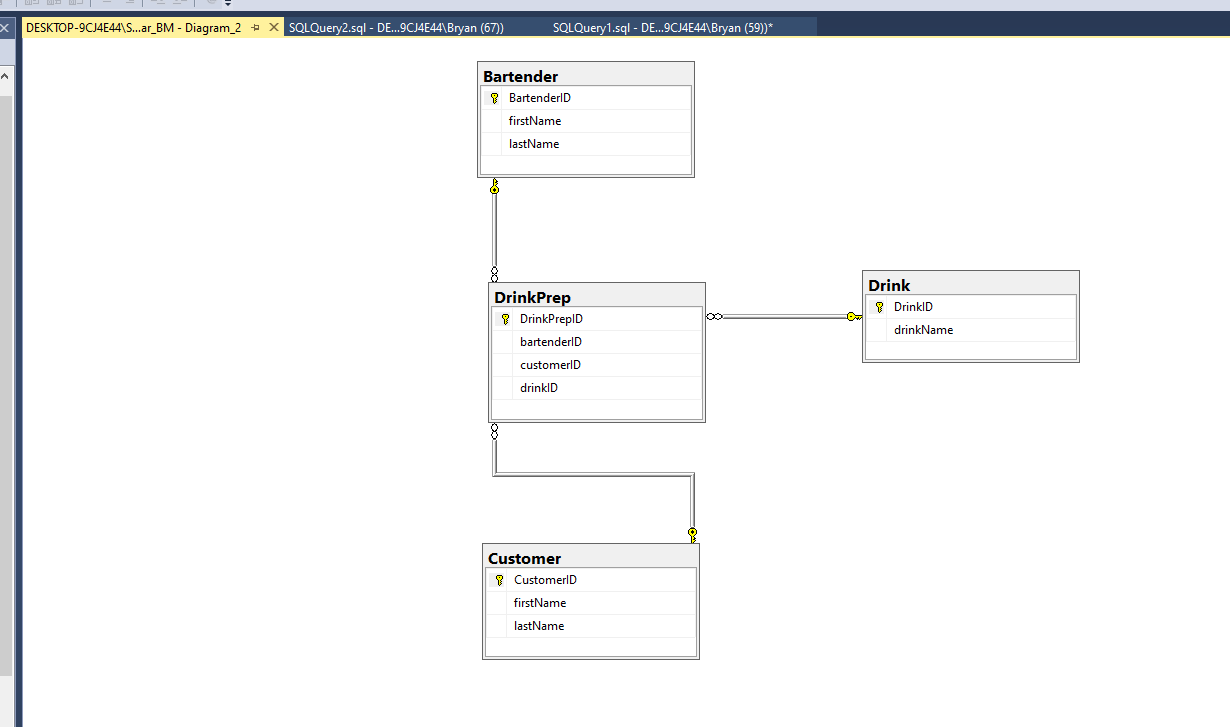 DESKTOP-9CJ4E44\S...ar_BM - Diagram_2
SQLQuery2.sql - DE...9CJ4E44\Bryan (67))
SQLQuery1.sql - DE...9CJ4E44\Bryan (59))*
Bartender
BartenderID
firstName
lastName
DrinkPrep
DrinkPrepID
bartenderID
customerID
drinkID
Drink
DrinkID
drinkName
Customer
CustomerID
firstName
lastName